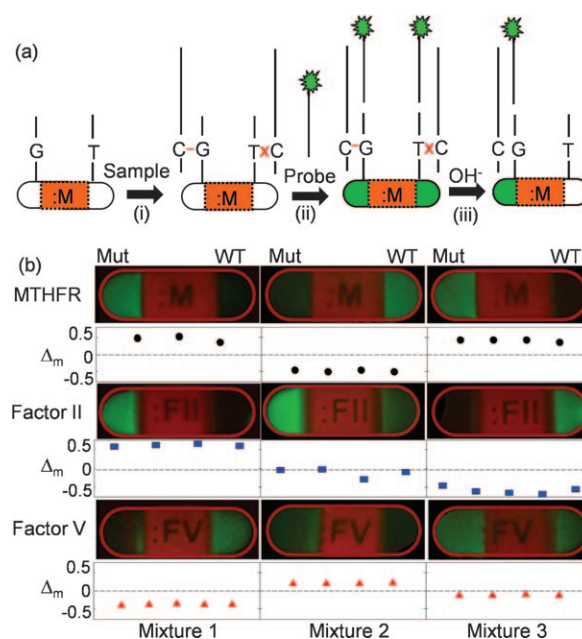 (a)
G T C G T C C G T C C G T
Sample Probe OH-
:M :M :M :M
(i) (ii) (iii)
(b) Mut WT Mut WT Mut WT
MTHFR :M :M :M
Δm 0.5 0 -0.5
Factor II :FII :FII :FII
Δm 0.5 0 -0.5
Factor V :FV :FV :FV
Δm 0.5 0 -0.5
Mixture 1 Mixture 2 Mixture 3